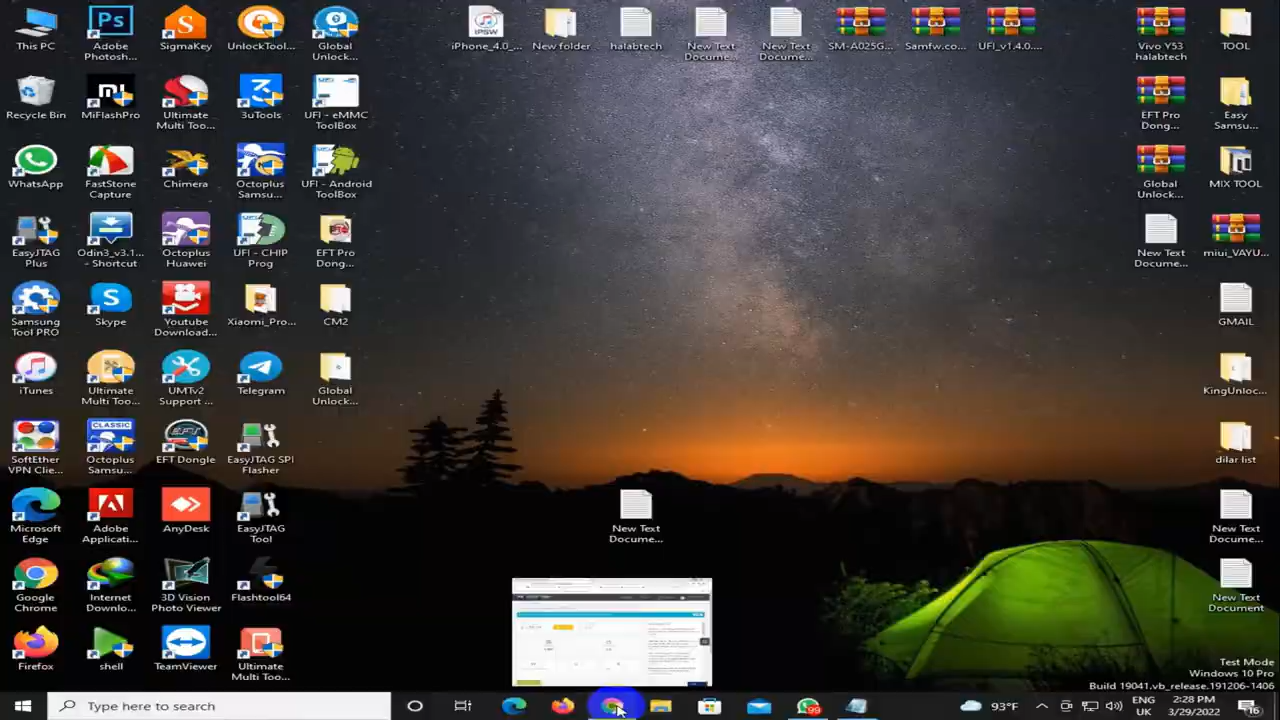 This PC
Adobe
Photosh...
SigmaKey
UnlockTool...
Global
Unlock...
iPhone_4.0_...
New folder
halabtech
New Text
Docume...
New Text
Docume...
SM-A025G...
Samfw.co...
UFI_v1.4.0....
Vivo Y53
halabtech
TOOL
Recycle Bin
MiFlashPro
Ultimate
Multi Too...
3uTools
UFI - eMMC
ToolBox
EFT Pro
Dong...
Easy
Samsu...
WhatsApp
FastStone
Capture
Chimera
Octoplus
Samsu...
UFI - Android
ToolBox
Global
Unlock...
MIX TOOL
EasyJTAG
Plus
Odin3_v3.1...
- Shortcut
Octoplus
Huawei
UFI - CHIP
Prog
EFT Pro
Dong...
New Text
Docume...
miui_VAYU...
Samsung
Tool PRO
Skype
Youtube
Download...
Xiaomi_Pro...
CM2
GMAIL
iTunes
Ultimate
Multi Too...
UMTv2
Support ...
Telegram
Global
Unlock...
KingUnloc...
SoftEther
VPN Clie...
Octoplus
Samsu...
EFT Dongle
EasyJTAG SPI
Flasher
dilar list
Microsoft
Edge
Adobe
Applicati...
AnyDesk
EasyJTAG
Tool
New Text
Docume...
New Text
Docume...
Google
Chrome
Internet
Downlo...
3D Vision
Photo Viewer
Flashtool64
New Text
Document
Firefox
shell
TeamViewer
Ultimate
Multi Too...
Test Mode
Windows 10 Pro
Build 19041.vb_release.191206-1406
Type here to search
99
93°F
ENG
UK
2:28 PM
3/29/2022
16